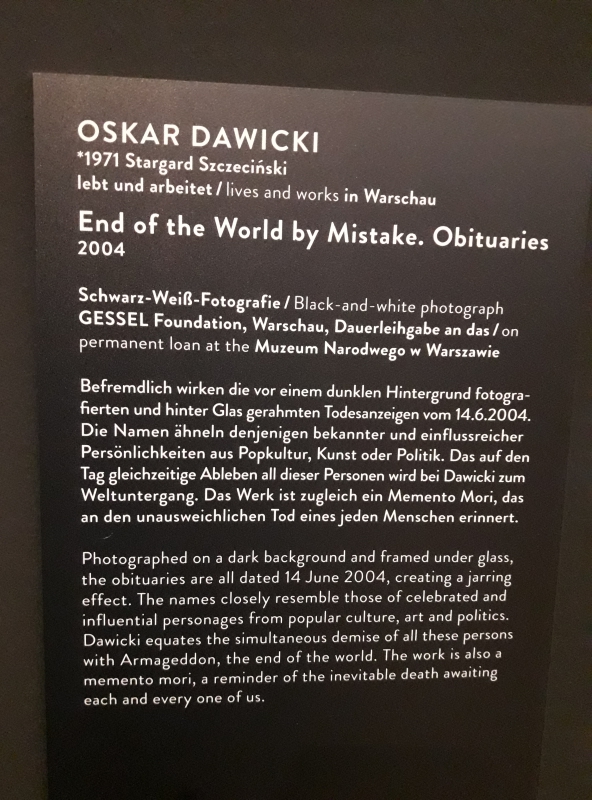 OSKAR DAWICKI
*1971 Stargard Szczeciński
lebt und arbeitet / lives and works in Warschau
End of the World by Mistake. Obituaries
2004
Schwarz-Weiß-Fotografie / Black-and-white photograph
GESSEL Foundation, Warschau, Dauerleihgabe an das / on
permanent loan at the Muzeum Narodwego w Warszawie
Befremdlich wirken die vor einem dunklen Hintergrund fotogra-
fierten und hinter Glas gerahmten Todesanzeigen vom 14.6.2004.
Die Namen ähneln denjenigen bekannter und einflussreicher
Persönlichkeiten aus Popkultur, Kunst oder Politik. Das auf den
Tag gleichzeitige Ableben all dieser Personen wird bei Dawicki zum
Weltuntergang. Das Werk ist zugleich ein Memento Mori, das
an den unausweichlichen Tod eines jeden Menschen erinnert.
Photographed on a dark background and framed under glass,
the obituaries are all dated 14 June 2004, creating a jarring
effect. The names closely resemble those of celebrated and
influential personages from popular culture, art and politics.
Dawicki equates the simultaneous demise of all these persons
with Armageddon, the end of the world. The work is also a
memento mori, a reminder of the inevitable death awaiting
each and every one of us.